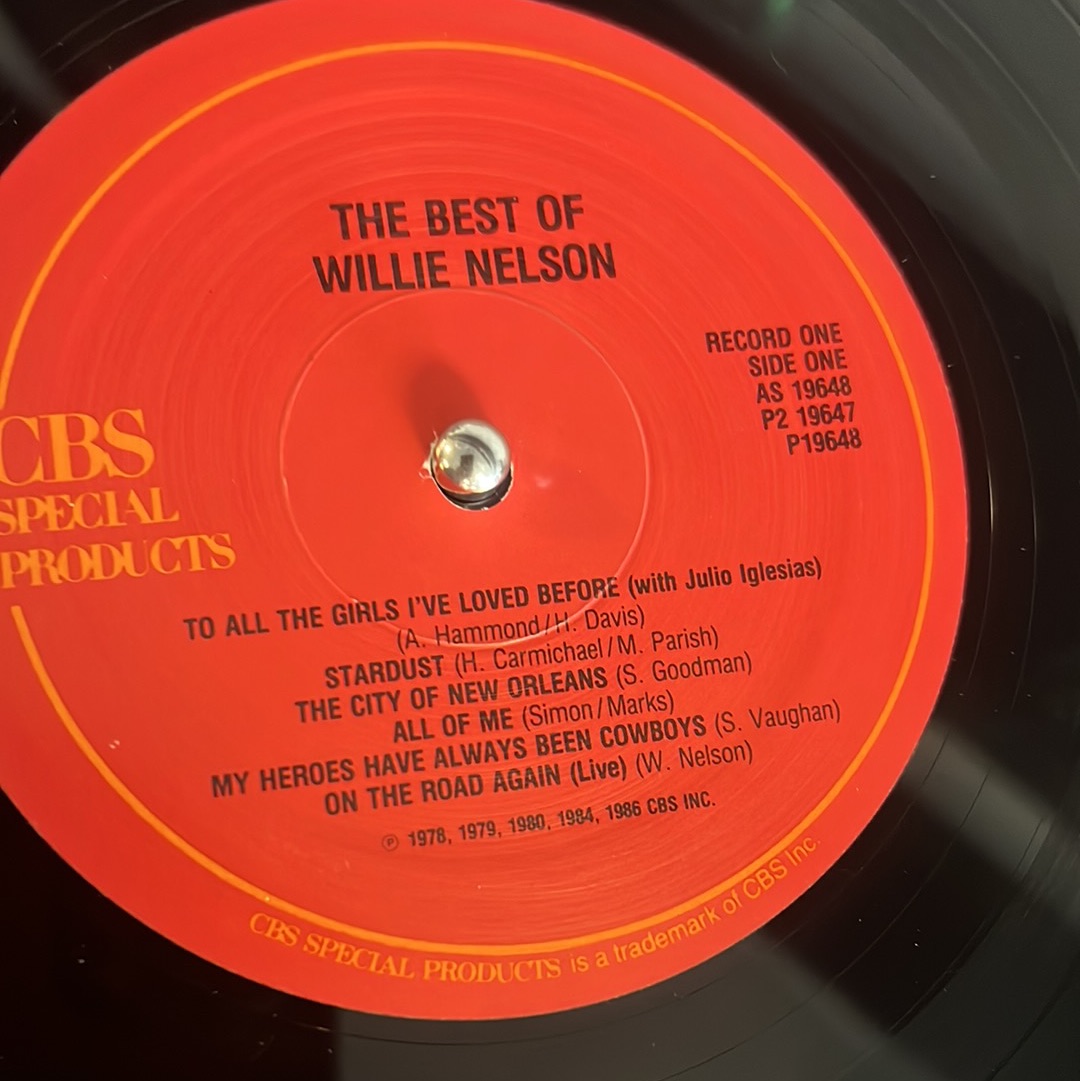 THE BEST OF
WILLIE NELSON
RECORD ONE
SIDE ONE
AS 19648
P2 19647
P19648
CBS
SPECIAL
PRODUCTS
TO ALL THE GIRLS I'VE LOVED BEFORE (with Julio Iglesias)
(A. Hammond/H. Davis)
STARDUST (H. Carmichael/M. Parish)
THE CITY OF NEW ORLEANS (S. Goodman)
ALL OF ME (Simon/Marks)
MY HEROES HAVE ALWAYS BEEN COWBOYS (S. Vaughan)
ON THE ROAD AGAIN (Live) (W. Nelson)
℗ 1978, 1979, 1980, 1984, 1986 CBS INC.
CBS SPECIAL PRODUCTS is a trademark of CBS Inc.